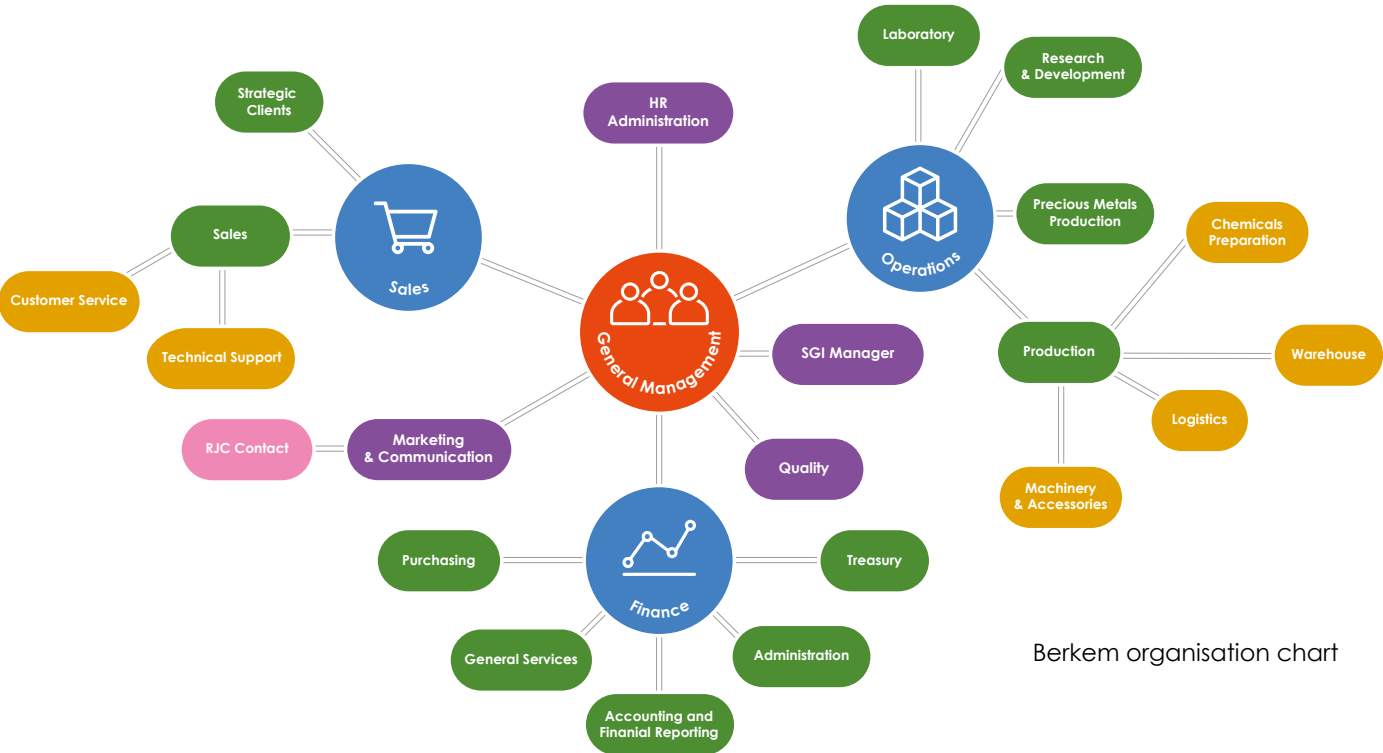 Laboratory
Research
& Development
Strategic
Clients
HR
Administration
Precious Metals
Production
Chemicals
Preparation
Sales
Operations
Sales
Customer Service
General Management
SGI Manager
Production
Warehouse
Technical Support
Logistics
RJC Contact
Marketing
& Communication
Quality
Machinery
& Accessories
Purchasing
Treasury
Finance
General Services
Administration
Berkem organisation chart
Accounting and
Finanial Reporting